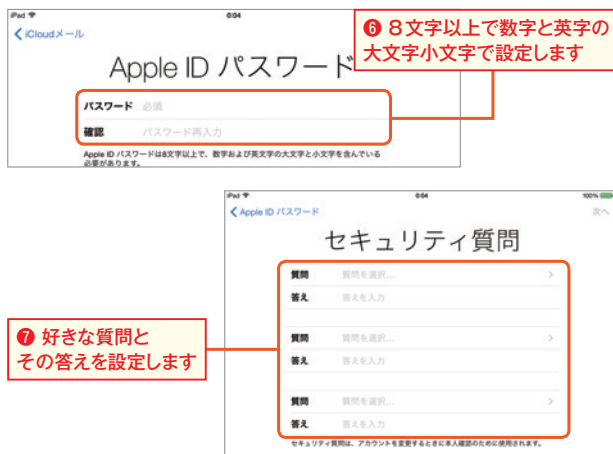 iPad 0:04
iCloudメール
Apple ID パスワード
パスワード 必須
確認 パスワード再入力
Apple ID パスワードは8文字以上で、数字および英文字の大文字と小文字を含んでいる
必要があります。
❻ 8文字以上で数字と英字の
大文字小文字で設定します
iPad 0:04 100%
Apple ID パスワード 次へ
セキュリティ質問
質問 質問を選択...
答え 答えを入力
質問 質問を選択...
答え 答えを入力
質問 質問を選択...
答え 答えを入力
セキュリティ質問は、アカウントを変更するときに本人確認のために使用されます。
❼ 好きな質問と
その答えを設定します